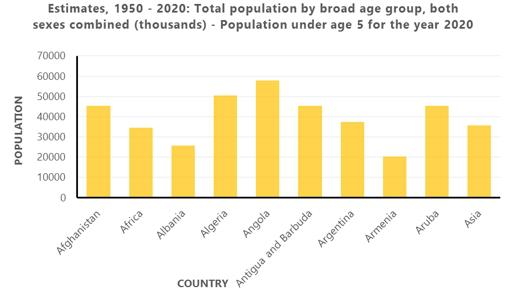 Estimates, 1950 - 2020: Total population by broad age group, both
sexes combined (thousands) - Population under age 5 for the year 2020
POPULATION
70000
60000
50000
40000
30000
20000
10000
0
Afghanistan
Africa
Albania
Algeria
Angola
Antigua and Barbuda
Argentina
Armenia
Aruba
Asia
COUNTRY